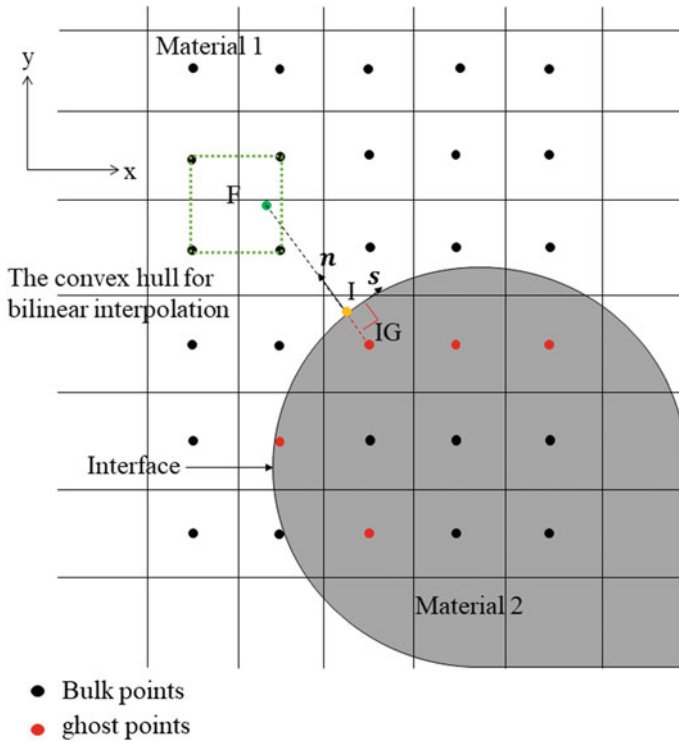 Material 1
y
x
F
n
s
The convex hull for
bilinear interpolation
I
IG
Interface
Material 2
Bulk points
ghost points